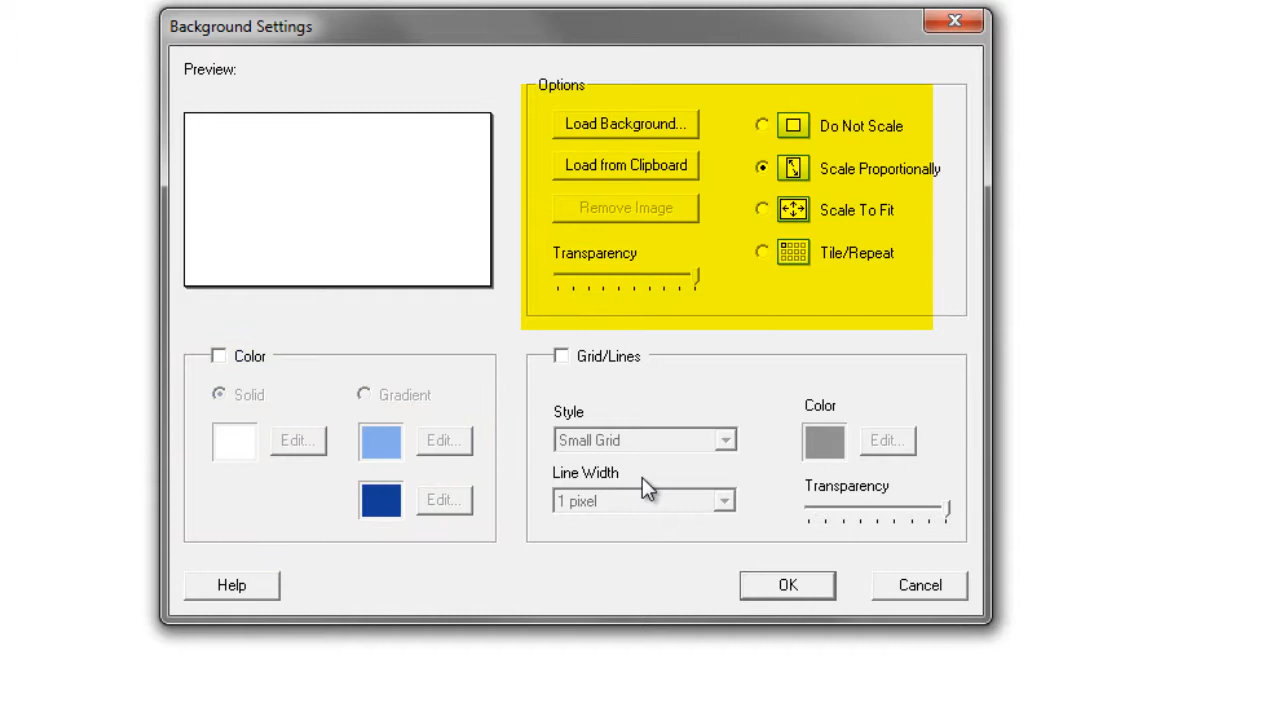 Background Settings
Preview:
Options
Load Background...
Do Not Scale
Load from Clipboard
Scale Proportionally
Remove Image
Scale To Fit
Transparency
Tile/Repeat
Color
Solid
Gradient
Edit...
Edit...
Edit...
Grid/Lines
Style
Color
Small Grid
Edit...
Line Width
Transparency
1 pixel
Help
OK
Cancel